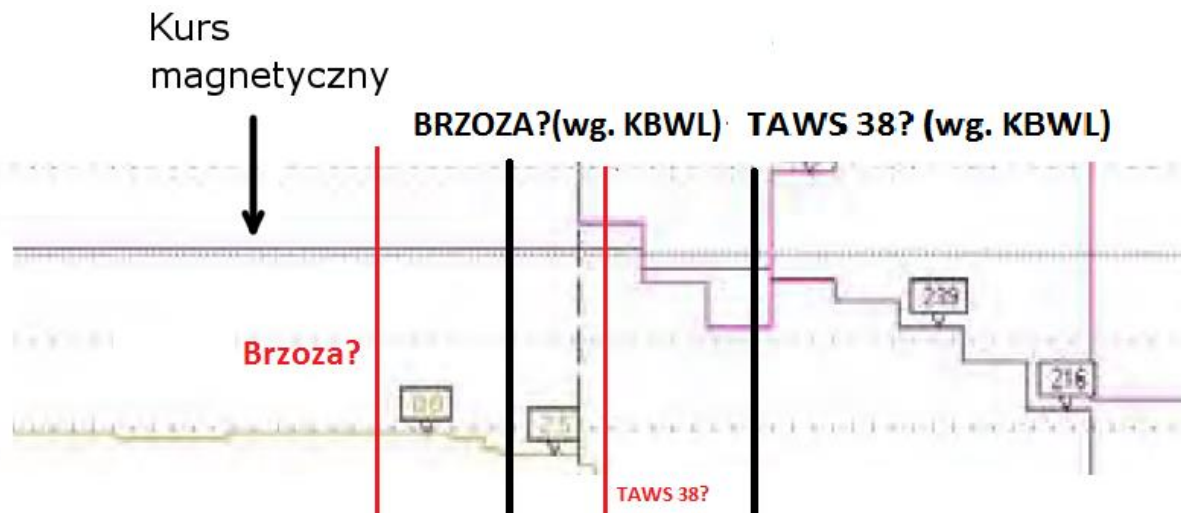 Kurs
magnetyczny
BRZOZA?(wg. KBWL) TAWS 38? (wg. KBWL)
239
Brzoza?
216
TAWS 38?